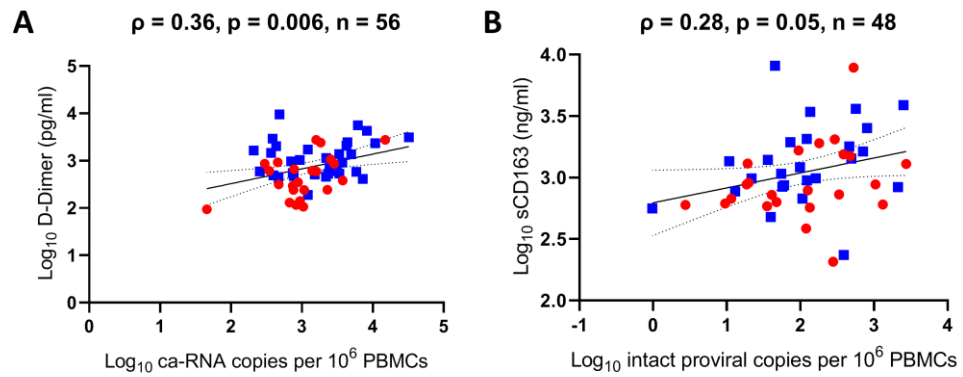 A
ρ = 0.36, p = 0.006, n = 56
Log10 D-Dimer (pg/ml)
5
4
3
2
1
0
0 1 2 3 4 5
Log10 ca-RNA copies per 10^6 PBMCs
B
ρ = 0.28, p = 0.05, n = 48
Log10 sCD163 (ng/ml)
4.0
3.5
3.0
2.5
2.0
-1 0 1 2 3 4
Log10 intact proviral copies per 10^6 PBMCs